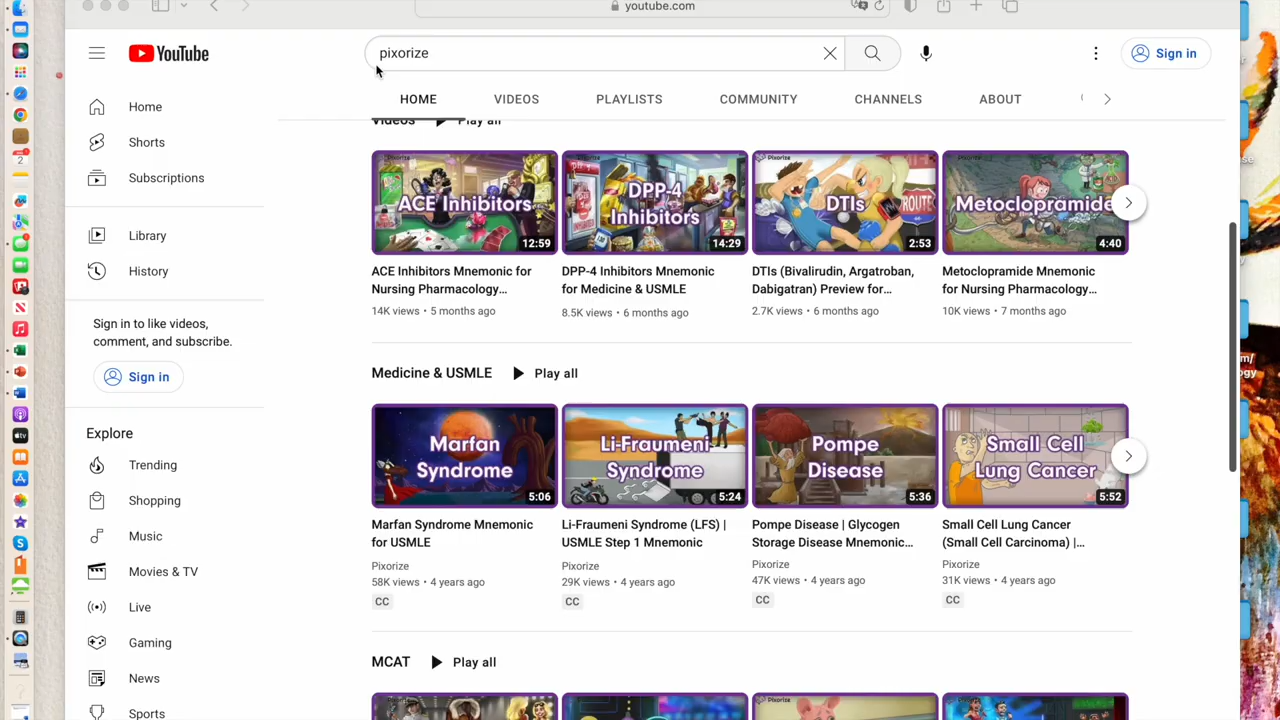 youtube.com
YouTube
pixorize
Sign in
HOME
VIDEOS
PLAYLISTS
COMMUNITY
CHANNELS
ABOUT
Home
Shorts
Subscriptions
Library
History
Sign in to like videos,
comment, and subscribe.
Sign in
Explore
Trending
Shopping
Music
Movies & TV
Live
Gaming
News
Sports
Videos Play all
Pixorize
ACE Inhibitors
12:59
ACE Inhibitors Mnemonic for
Nursing Pharmacology...
14K views • 5 months ago
Pixorize
DPP-4
Inhibitors
14:29
DPP-4 Inhibitors Mnemonic
for Medicine & USMLE
8.5K views • 6 months ago
Pixorize
DTIs
ROUTE
2:53
DTIs (Bivalirudin, Argatroban,
Dabigatran) Preview for...
2.7K views • 6 months ago
Pixorize
Metoclopramide
4:40
Metoclopramide Mnemonic
for Nursing Pharmacology...
10K views • 7 months ago
Medicine & USMLE Play all
Marfan
Syndrome
5:06
Marfan Syndrome Mnemonic
for USMLE
Pixorize
58K views • 4 years ago
CC
Li-Fraumeni
Syndrome
5:24
Li-Fraumeni Syndrome (LFS) |
USMLE Step 1 Mnemonic
Pixorize
29K views • 4 years ago
CC
Pompe
Disease
5:36
Pompe Disease | Glycogen
Storage Disease Mnemonic...
Pixorize
47K views • 4 years ago
CC
Small Cell
Lung Cancer
5:52
Small Cell Lung Cancer
(Small Cell Carcinoma) |...
Pixorize
31K views • 4 years ago
CC
MCAT Play all
2
tv